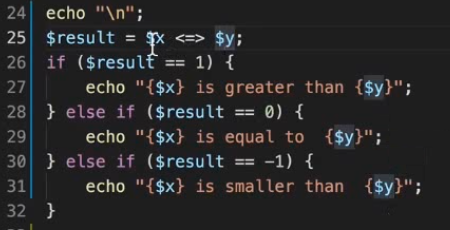 24 echo "\n";
25 $result = $x <=> $y;
26 if ($result == 1) {
27     echo "{$x} is greater than {$y}";
28 } else if ($result == 0) {
29     echo "{$x} is equal to  {$y}";
30 } else if ($result == -1) {
31     echo "{$x} is smaller than  {$y}";
32 }